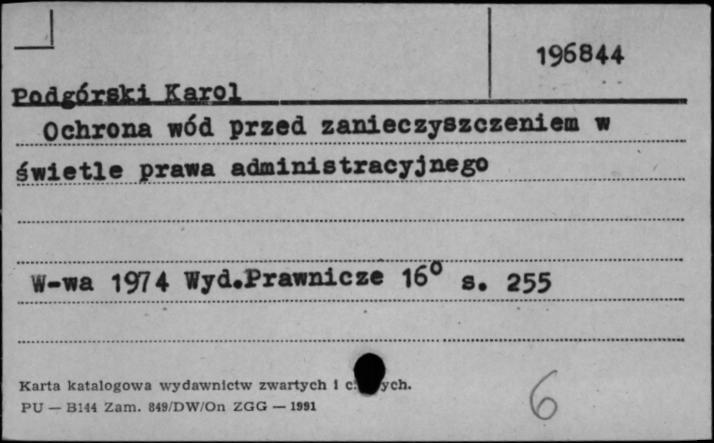 196844
Podgórski Karol
Ochrona wód przed zanieczyszczeniem w
świetle prawa administracyjnego
W-wa 1974 Wyd.Prawnicze 16° s. 255
Karta katalogowa wydawnictw zwartych i
PU — B144 Zam. 849/DW/On ZGG — 1991
6